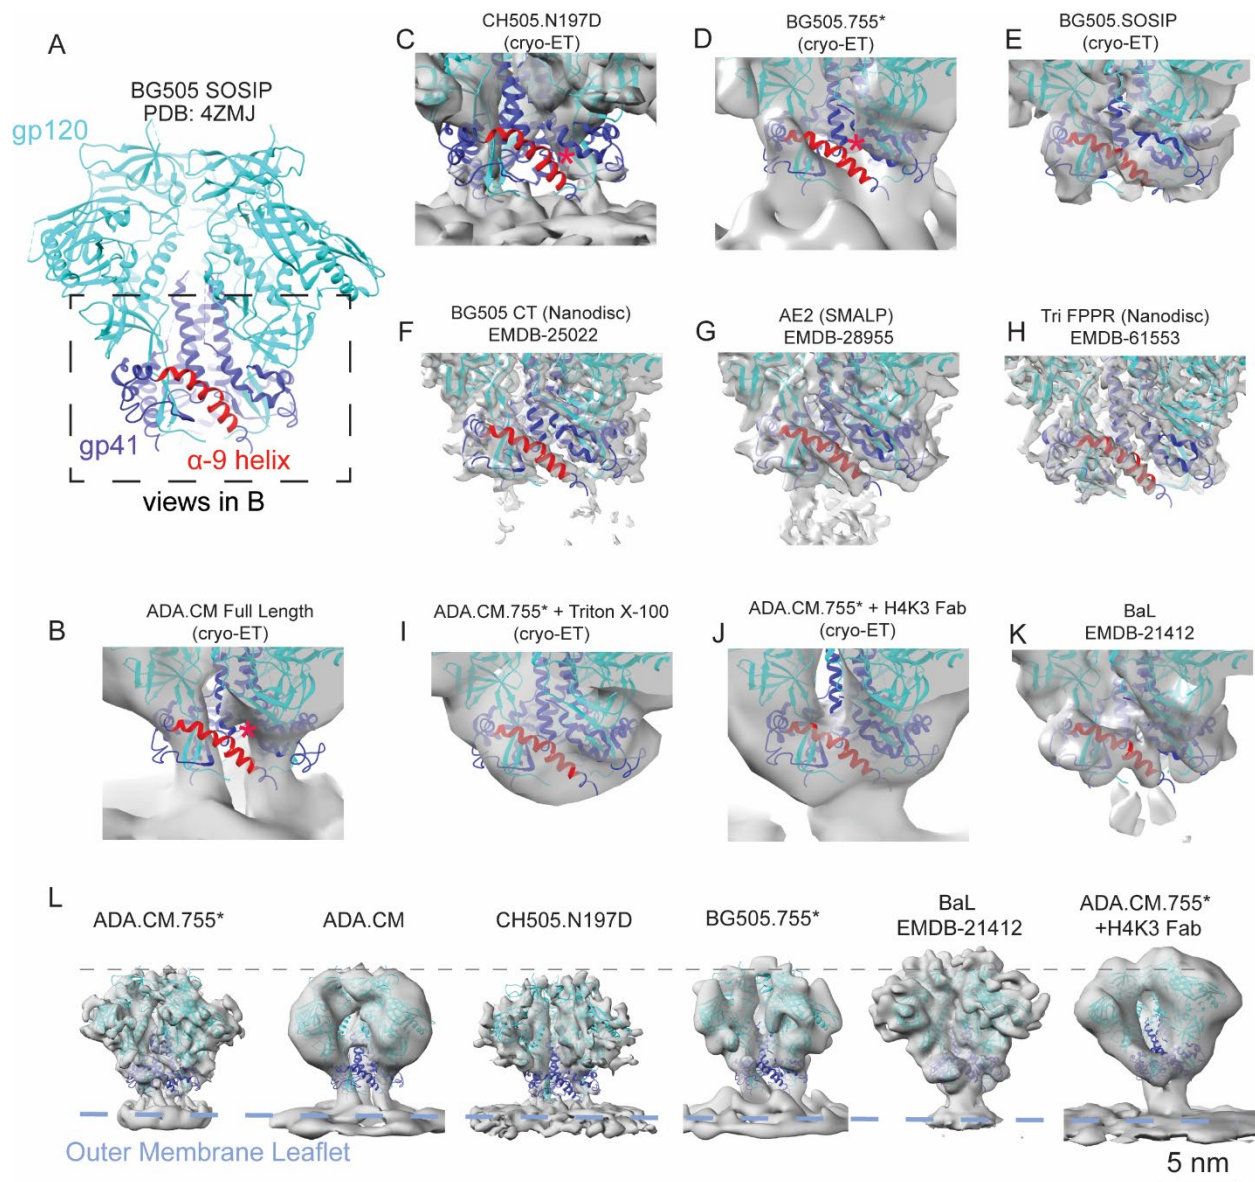 A
BG505 SOSIP
PDB: 4ZMJ
gp120
gp41
α-9 helix
views in B
C
CH505.N197D
(cryo-ET)
*
D
BG505.755*
(cryo-ET)
*
E
BG505.SOSIP
(cryo-ET)
F
BG505 CT (Nanodisc)
EMDB-25022
G
AE2 (SMALP)
EMDB-28955
H
Tri FPPR (Nanodisc)
EMDB-61553
B
ADA.CM Full Length
(cryo-ET)
*
I
ADA.CM.755* + Triton X-100
(cryo-ET)
J
ADA.CM.755* + H4K3 Fab
(cryo-ET)
K
BaL
EMDB-21412
L
ADA.CM.755*
ADA.CM
CH505.N197D
BG505.755*
BaL
EMDB-21412
ADA.CM.755*
+H4K3 Fab
Outer Membrane Leaflet
5 nm